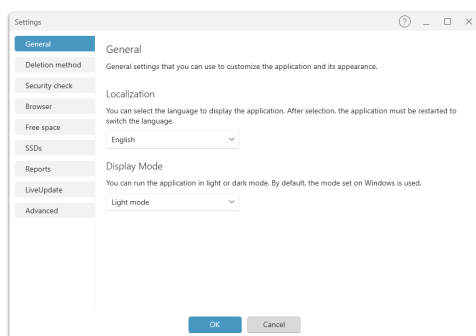 Settings
?
General
Deletion method
Security check
Browser
Free space
SSDs
Reports
LiveUpdate
Advanced
General
General settings that you can use to customize the application and its appearance.
Localization
You can select the language to display the application. After selection, the application must be restarted to
switch the language.
English
Display Mode
You can run the application in light or dark mode. By default, the mode set on Windows is used.
Light mode
OK
Cancel